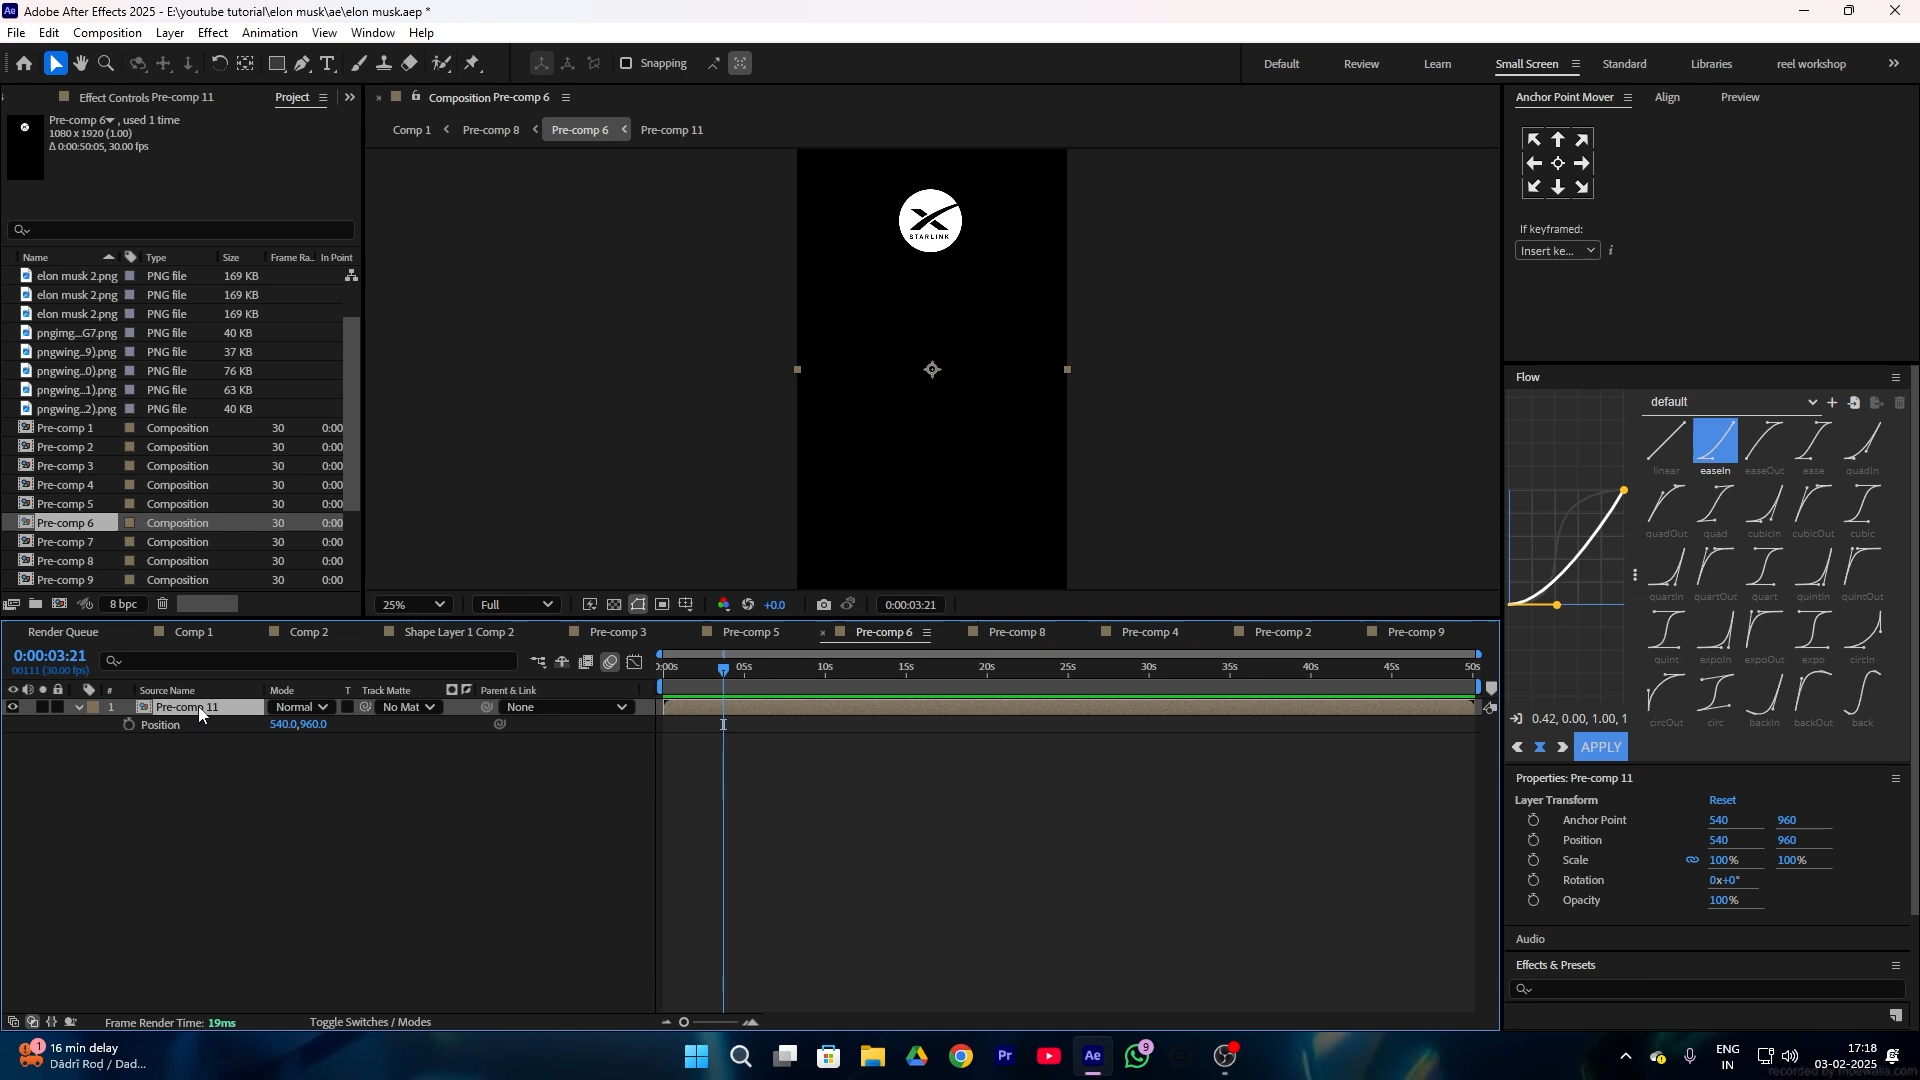 Adobe After Effects 2025 - E:\youtube tutorial\elon musk\ae\elon musk.aep *
File Edit Composition Layer Effect Animation View Window Help
Snapping
Default Review Learn Small Screen Standard Libraries reel workshop
Effect Controls Pre-comp 11 Project
Pre-comp 6, used 1 time
1080 x 1920 (1.00)
Δ 0:00:50:05, 30.00 fps
Name Type Size Frame Ra... In Point
elon musk 2.png PNG file 169 KB
elon musk 2.png PNG file 169 KB
elon musk 2.png PNG file 169 KB
pngimg...G7.png PNG file 40 KB
pngwing...9).png PNG file 37 KB
pngwing...0).png PNG file 76 KB
pngwing...1).png PNG file 63 KB
pngwing...2).png PNG file 40 KB
Pre-comp 1 Composition 30 0:00
Pre-comp 2 Composition 30 0:00
Pre-comp 3 Composition 30 0:00
Pre-comp 4 Composition 30 0:00
Pre-comp 5 Composition 30 0:00
Pre-comp 6 Composition 30 0:00
Pre-comp 7 Composition 30 0:00
Pre-comp 8 Composition 30 0:00
Pre-comp 9 Composition 30 0:00
8 bpc
Composition Pre-comp 6
Comp 1 Pre-comp 8 Pre-comp 6 Pre-comp 11
STARLINK
25% Full +0.0 0:00:03:21
Anchor Point Mover Align Preview
If keyframed:
Insert ke...
Flow
default
linear easeIn easeOut ease quadIn
quadOut quad cubicIn cubicOut cubic
quartIn quartOut quart quintIn quintOut
quint expoIn expoOut expo circIn
circOut circ backIn backOut back
0.42, 0.00, 1.00, 1
APPLY
Properties: Pre-comp 11
Layer Transform Reset
Anchor Point 540 960
Position 540 960
Scale 100% 100%
Rotation 0x+0°
Opacity 100%
Audio
Effects & Presets
Render Queue Comp 1 Comp 2 Shape Layer 1 Comp 2 Pre-comp 3 Pre-comp 5 Pre-comp 6 Pre-comp 8 Pre-comp 4 Pre-comp 2 Pre-comp 9
0:00:03:21
00111 (30.00 fps)
):00s 05s 10s 15s 20s 25s 30s 35s 40s 45s 50s
# Source Name Mode T Track Matte Parent & Link
1 Pre-comp 11 Normal No Mat None
Position 540.0,960.0
Frame Render Time: 19ms Toggle Switches / Modes
1 16 min delay
Dādrī Roḍ / Dad...
Pr Ae 9
ENG
IN
17:18
03-02-2025